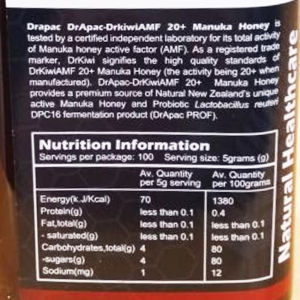 Drapac DrApac-DrkiwiAMF 20+ Manuka Honey is
tested by a certified independent laboratory for its total activity
of Manuka honey active factor (AMF). As a registered trade
marker, DrKiwi signifies the high quality standards of
DrKiwiAMF 20+ Manuka Honey (the activity being 20+ when
manufactured). DrApac-DrkiwiAMF 20+ Manuka Honey
provides a premium source of Natural New Zealand's unique
active Manuka Honey and Probiotic Lactobacillus reuteri
DPC16 fermentation product (DrApac PROF).
Nutrition Information
Servings per package: 100 Serving size: 5grams (g)
Av. Quantity Av. Quantity
per 5g serving per 100grams
Energy(kJ/Kcal) 70 1380
Protein(g) less than 0.1 0.4
Fat,total(g) less than 0.1 less than 0.1
- saturated(g) less than 0.1 less than 0.1
Carbohydrates,total(g) 4 80
-sugars(g) 4 80
Sodium(mg) 1 12
Natural Healthcare